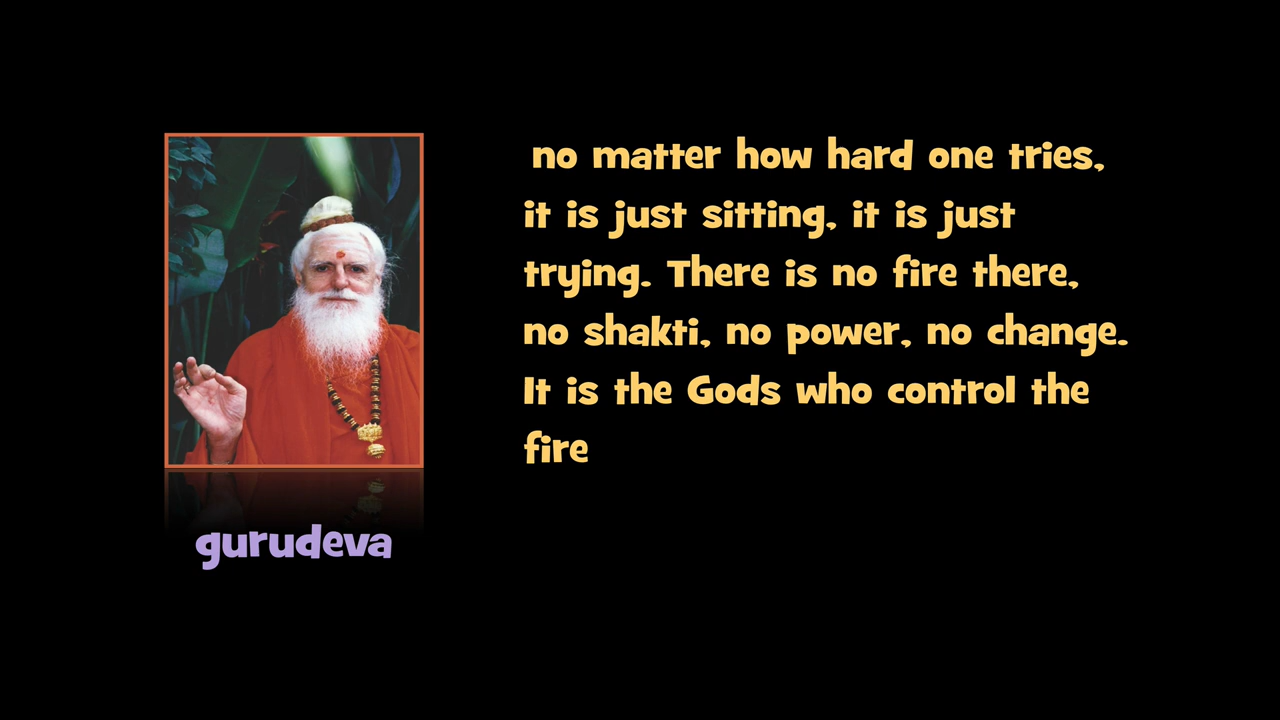 no matter how hard one tries,
it is just sitting, it is just
trying. There is no fire there,
no shakti, no power, no change.
It is the Gods who control the
fire
gurudeva